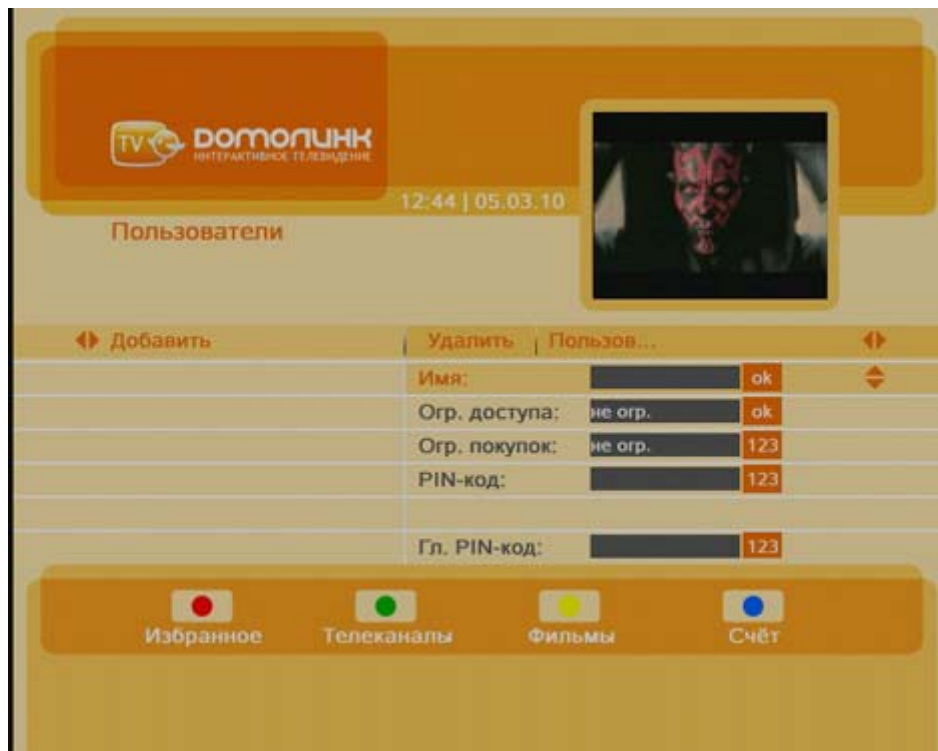 TV домолинк
ИНТЕРАКТИВНОЕ ТЕЛЕВИДЕНИЕ
12:44 | 05.03.10
Пользователи
Добавить Удалить Пользов...
Имя: ok
Огр. доступа: не огр. ok
Огр. покупок: не огр. 123
PIN-код: 123
Гл. PIN-код: 123
Избранное Телеканалы Фильмы Счёт